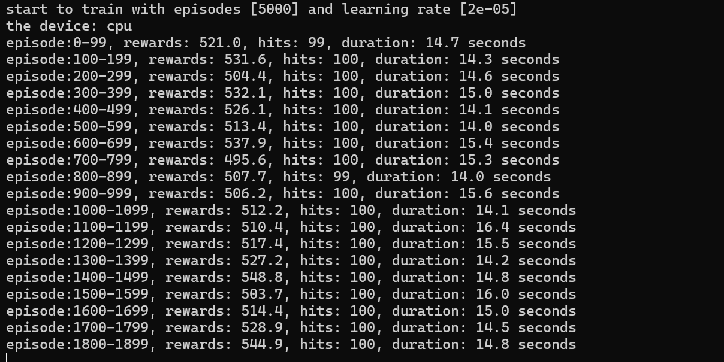 start to train with episodes [5000] and learning rate [2e-05]
the device: cpu
episode:0-99, rewards: 521.0, hits: 99, duration: 14.7 seconds
episode:100-199, rewards: 531.6, hits: 100, duration: 14.3 seconds
episode:200-299, rewards: 504.4, hits: 100, duration: 14.6 seconds
episode:300-399, rewards: 532.1, hits: 100, duration: 15.0 seconds
episode:400-499, rewards: 526.1, hits: 100, duration: 14.1 seconds
episode:500-599, rewards: 513.4, hits: 100, duration: 14.0 seconds
episode:600-699, rewards: 537.9, hits: 100, duration: 15.4 seconds
episode:700-799, rewards: 495.6, hits: 100, duration: 15.3 seconds
episode:800-899, rewards: 507.7, hits: 99, duration: 14.0 seconds
episode:900-999, rewards: 506.2, hits: 100, duration: 15.6 seconds
episode:1000-1099, rewards: 512.2, hits: 100, duration: 14.1 seconds
episode:1100-1199, rewards: 510.4, hits: 100, duration: 16.4 seconds
episode:1200-1299, rewards: 517.4, hits: 100, duration: 15.5 seconds
episode:1300-1399, rewards: 527.2, hits: 100, duration: 14.2 seconds
episode:1400-1499, rewards: 548.8, hits: 100, duration: 14.8 seconds
episode:1500-1599, rewards: 503.7, hits: 100, duration: 16.0 seconds
episode:1600-1699, rewards: 514.4, hits: 100, duration: 15.0 seconds
episode:1700-1799, rewards: 528.9, hits: 100, duration: 14.5 seconds
episode:1800-1899, rewards: 544.9, hits: 100, duration: 14.8 seconds